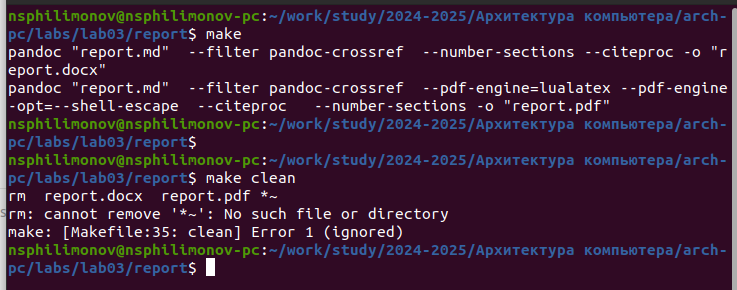 nsphilimonov@nsphilimonov-pc:~/work/study/2024-2025/Архитектура компьютера/arch-
pc/labs/lab03/report$ make
pandoc "report.md"  --filter pandoc-crossref  --number-sections --citeproc -o "r
eport.docx"
pandoc "report.md"  --filter pandoc-crossref  --pdf-engine=lualatex --pdf-engine
-opt=--shell-escape  --citeproc   --number-sections -o "report.pdf"
nsphilimonov@nsphilimonov-pc:~/work/study/2024-2025/Архитектура компьютера/arch-
pc/labs/lab03/report$
nsphilimonov@nsphilimonov-pc:~/work/study/2024-2025/Архитектура компьютера/arch-
pc/labs/lab03/report$ make clean
rm  report.docx  report.pdf *~
rm: cannot remove '*~': No such file or directory
make: [Makefile:35: clean] Error 1 (ignored)
nsphilimonov@nsphilimonov-pc:~/work/study/2024-2025/Архитектура компьютера/arch-
pc/labs/lab03/report$